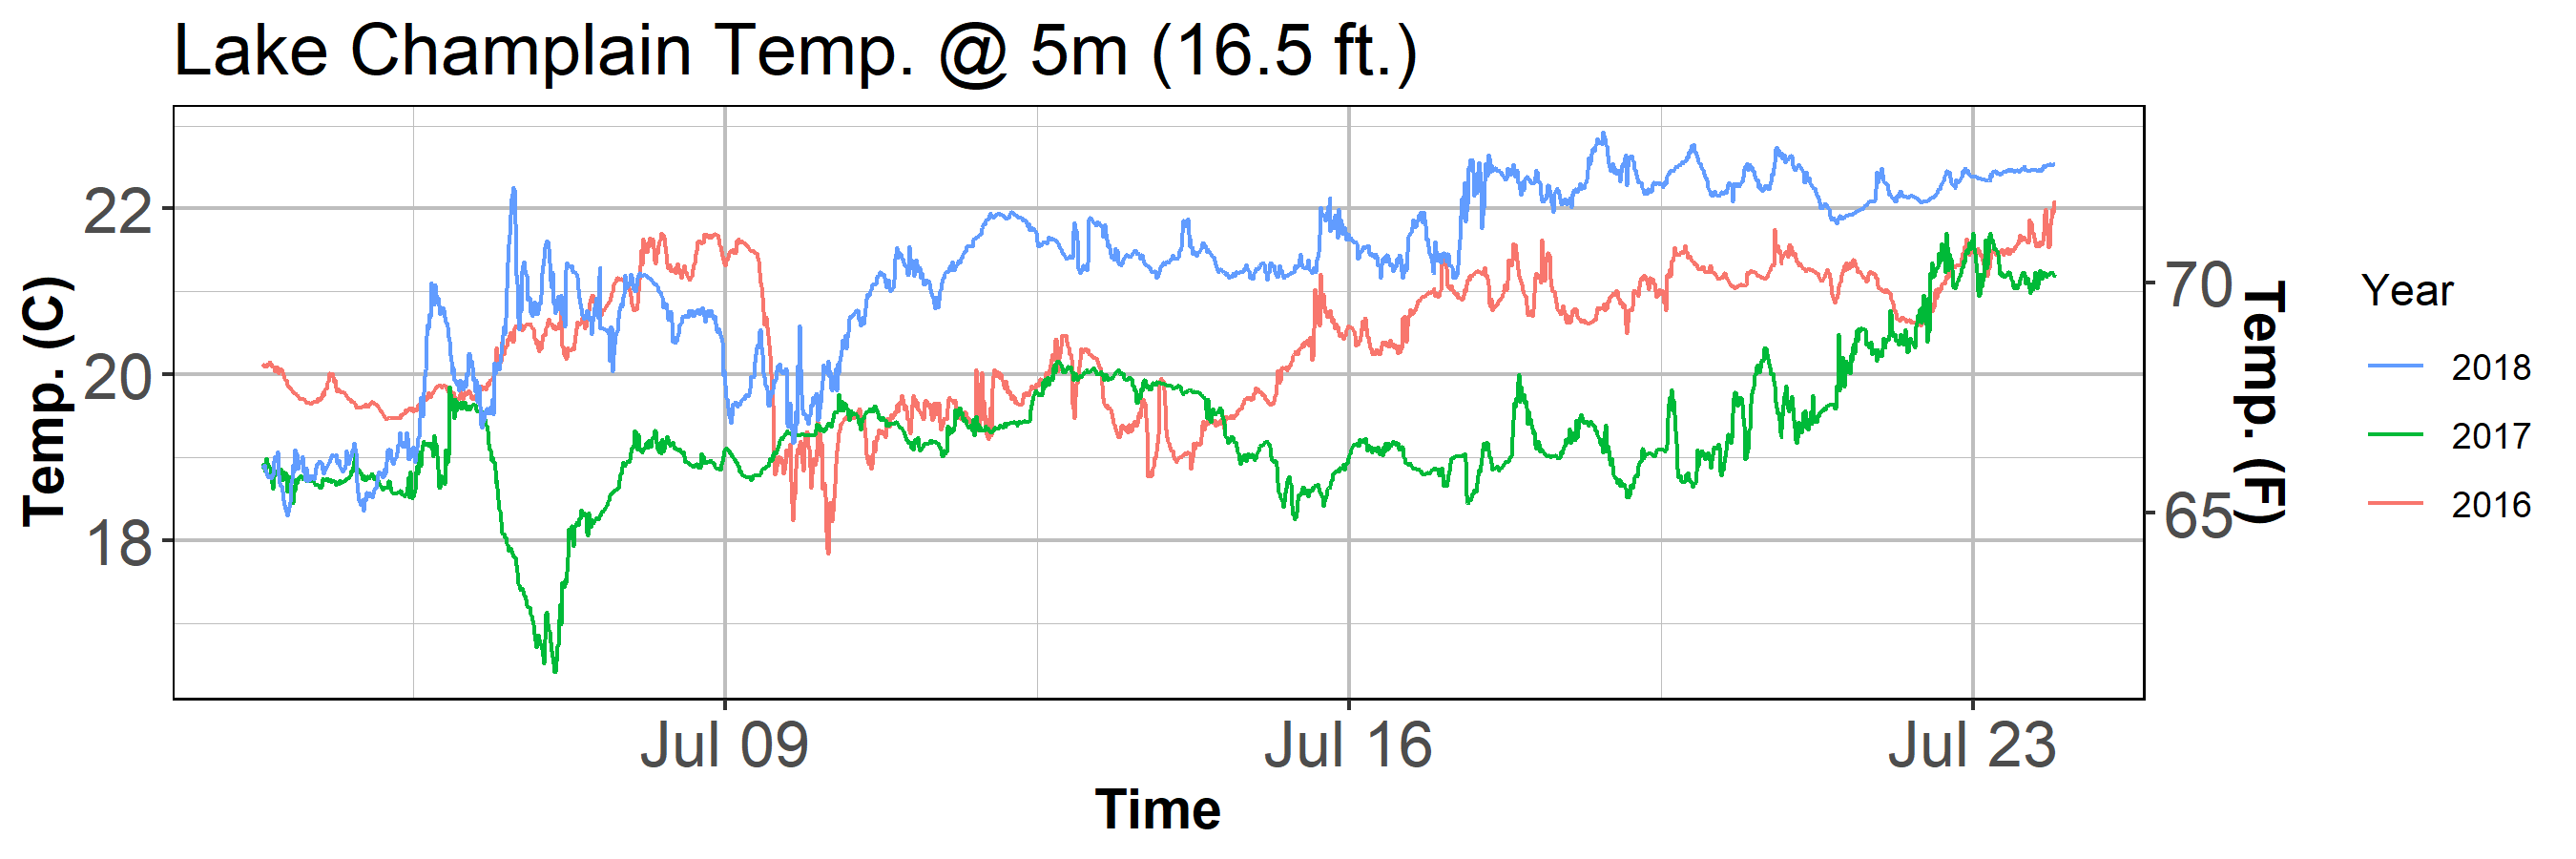 Lake Champlain Temp. @ 5m (16.5 ft.)
Temp. (C)
22
20
18
70
65
Temp. (F)
Jul 09
Jul 16
Jul 23
Time
Year
2018
2017
2016